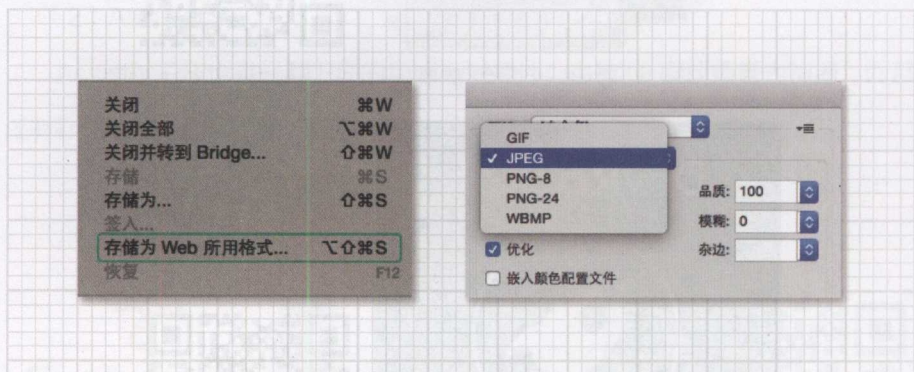 关闭 ⌘W
关闭全部 ⌥⌘W
关闭并转到 Bridge... ⇧⌘W
存储 ⌘S
存储为... ⇧⌘S
签入...
存储为 Web 所用格式... ⌥⇧⌘S
恢复 F12
GIF
✓ JPEG
PNG-8
PNG-24
WBMP
品质: 100
模糊: 0
优化
杂边:
嵌入颜色配置文件